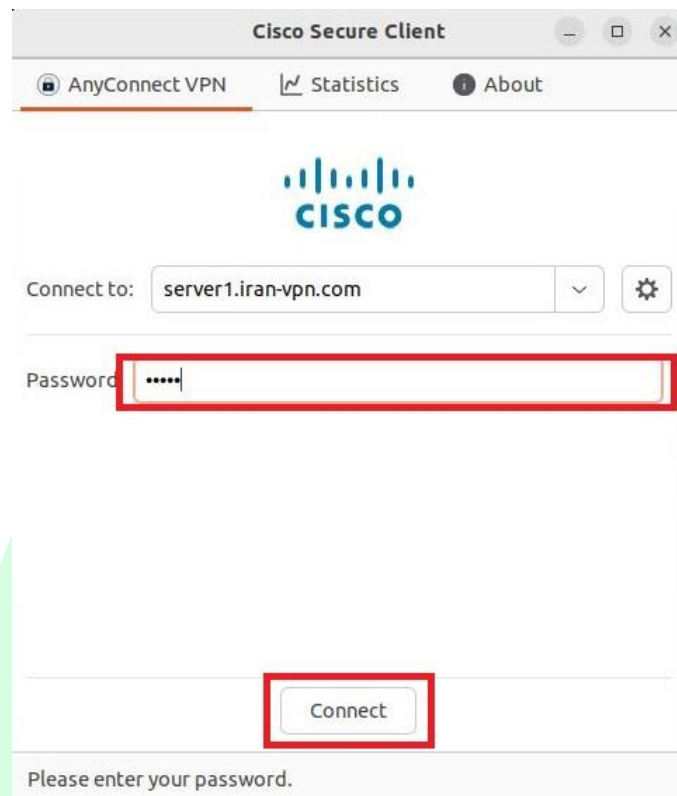 Cisco Secure Client
AnyConnect VPN Statistics About
CISCO
Connect to: server1.iran-vpn.com
Password •••••
Connect
Please enter your password.